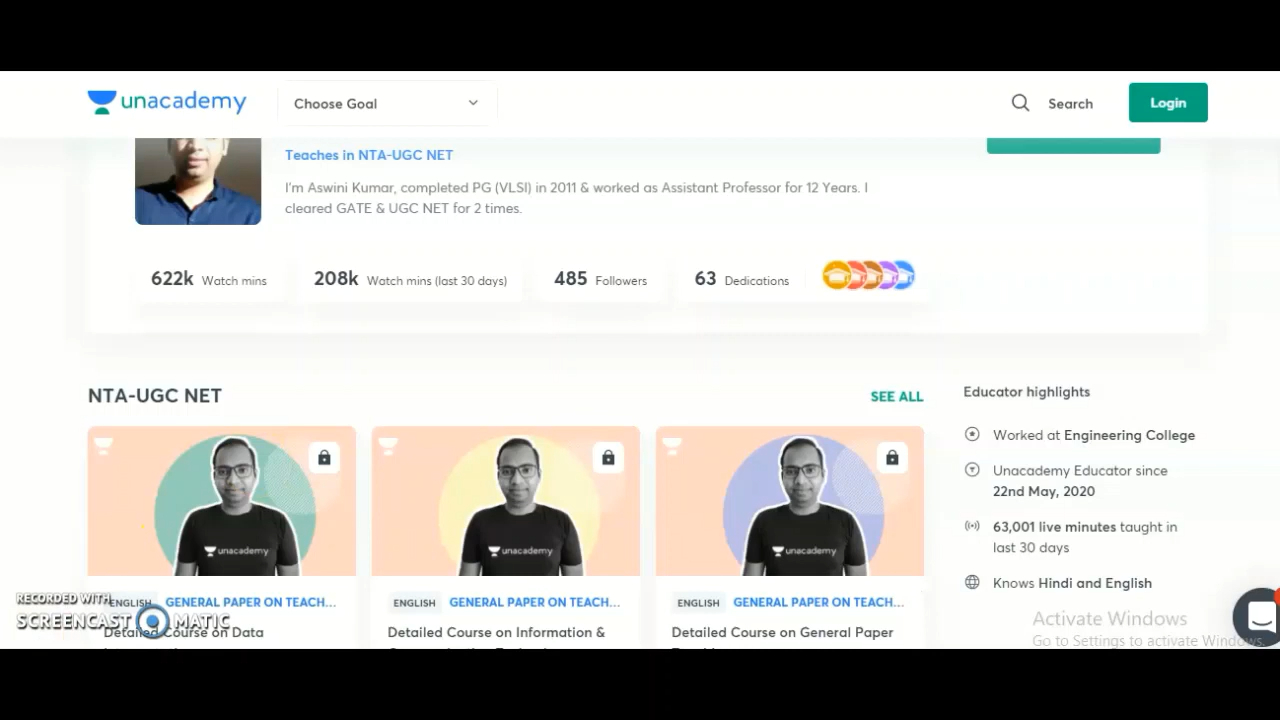 unacademy
Choose Goal
Search
Login
Teaches in NTA-UGC NET
I'm Aswini Kumar, completed PG (VLSI) in 2011 & worked as Assistant Professor for 12 Years. I
cleared GATE & UGC NET for 2 times.
622k Watch mins
208k Watch mins (last 30 days)
485 Followers
63 Dedications
NTA-UGC NET
SEE ALL
Educator highlights
Worked at Engineering College
Unacademy Educator since
22nd May, 2020
63,001 live minutes taught in
last 30 days
Knows Hindi and English
unacademy
unacademy
unacademy
ENGLISH GENERAL PAPER ON TEACH...
Detailed Course on Data
ENGLISH GENERAL PAPER ON TEACH...
Detailed Course on Information &
ENGLISH GENERAL PAPER ON TEACH...
Detailed Course on General Paper
RECORDED WITH
SCREENCAST MATIC
Activate Windows
Go to Settings to activate Windows.